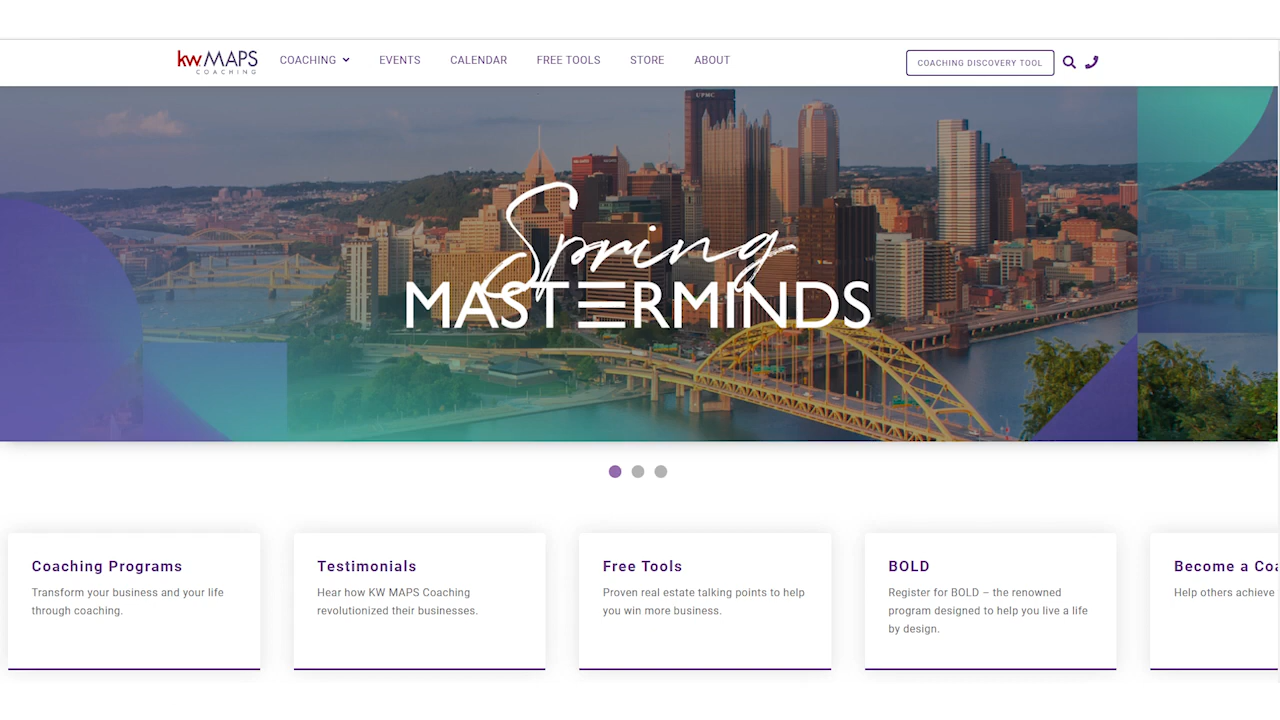 kw MAPS
COACHING
COACHING
EVENTS
CALENDAR
FREE TOOLS
STORE
ABOUT
COACHING DISCOVERY TOOL
UPMC
Spring
MASTERMINDS
Coaching Programs
Transform your business and your life
through coaching.
Testimonials
Hear how KW MAPS Coaching
revolutionized their businesses.
Free Tools
Proven real estate talking points to help
you win more business.
BOLD
Register for BOLD – the renowned
program designed to help you live a life
by design.
Become a Coa
Help others achieve